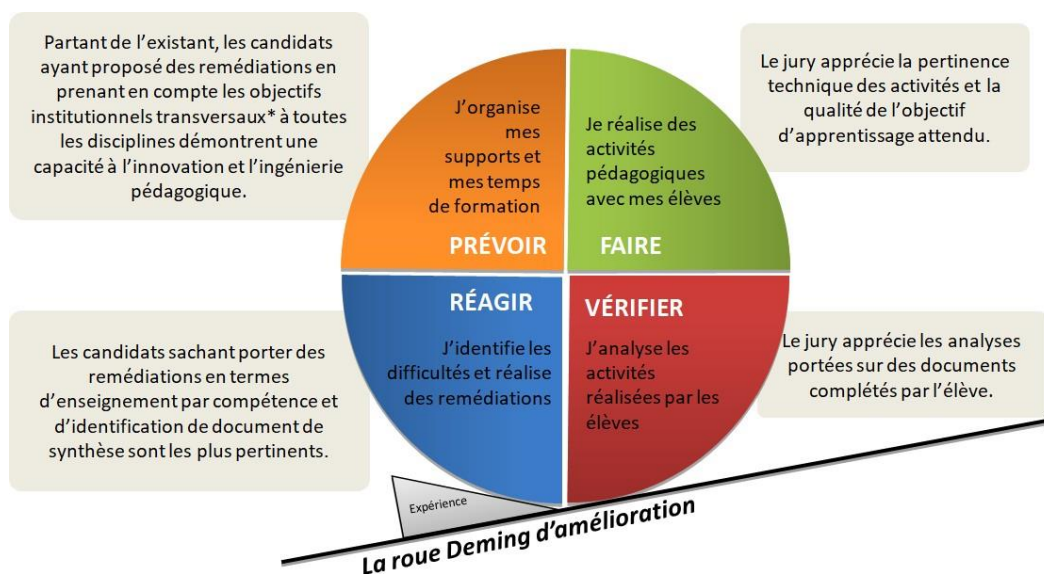 Partant de l’existant, les candidats
ayant proposé des remédiations en
prenant en compte les objectifs
institutionnels transversaux* à toutes
les disciplines démontrent une
capacité à l’innovation et l’ingénierie
pédagogique.
J’organise
mes
supports et
mes temps
de formation
PRÉVOIR
Je réalise des
activités
pédagogiques
avec mes élèves
FAIRE
Le jury apprécie la pertinence
technique des activités et la
qualité de l’objectif
d’apprentissage attendu.
Les candidats sachant porter des
remédiations en termes
d’enseignement par compétence et
d’identification de document de
synthèse sont les plus pertinents.
RÉAGIR
J’identifie les
difficultés et réalise
des remédiations
VÉRIFIER
J’analyse les
activités
réalisées par les
élèves
Le jury apprécie les analyses
portées sur des documents
complétés par l’élève.
Expérience
La roue Deming d’amélioration